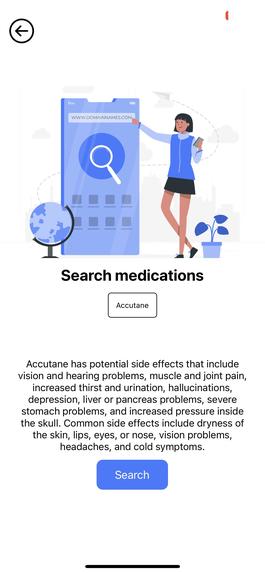 WWW.DOMAINNAMES.COM
Search medications
Accutane
Accutane has potential side effects that include
vision and hearing problems, muscle and joint pain,
increased thirst and urination, hallucinations,
depression, liver or pancreas problems, severe
stomach problems, and increased pressure inside
the skull. Common side effects include dryness of
the skin, lips, eyes, or nose, vision problems,
headaches, and cold symptoms.
Search